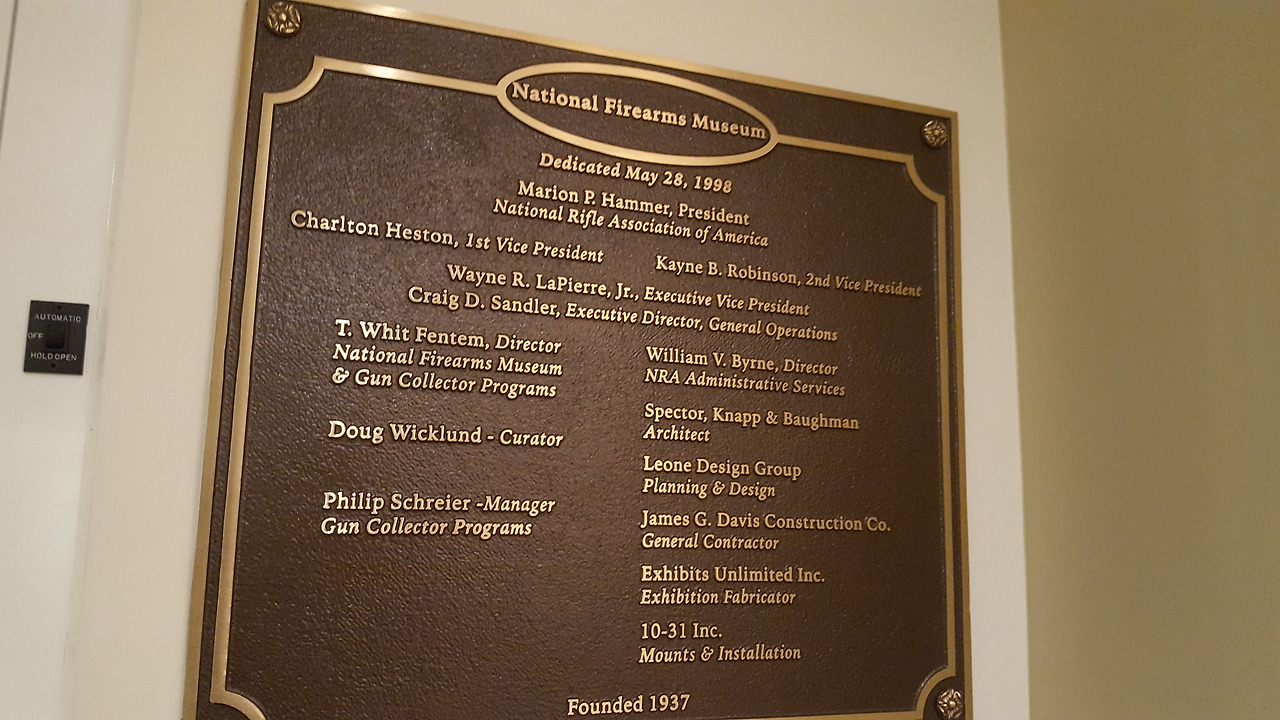 AUTOMATIC
OFF
HOLD OPEN
National Firearms Museum
Dedicated May 28, 1998
Marion P. Hammer, President
National Rifle Association of America
Charlton Heston, 1st Vice President
Kayne B. Robinson, 2nd Vice President
Wayne R. LaPierre, Jr., Executive Vice President
Craig D. Sandler, Executive Director, General Operations
T. Whit Fentem, Director
National Firearms Museum
& Gun Collector Programs
Doug Wicklund - Curator
Philip Schreier -Manager
Gun Collector Programs
William V. Byrne, Director
NRA Administrative Services
Spector, Knapp & Baughman
Architect
Leone Design Group
Planning & Design
James G. Davis Construction Co.
General Contractor
Exhibits Unlimited Inc.
Exhibition Fabricator
10-31 Inc.
Mounts & Installation
Founded 1937